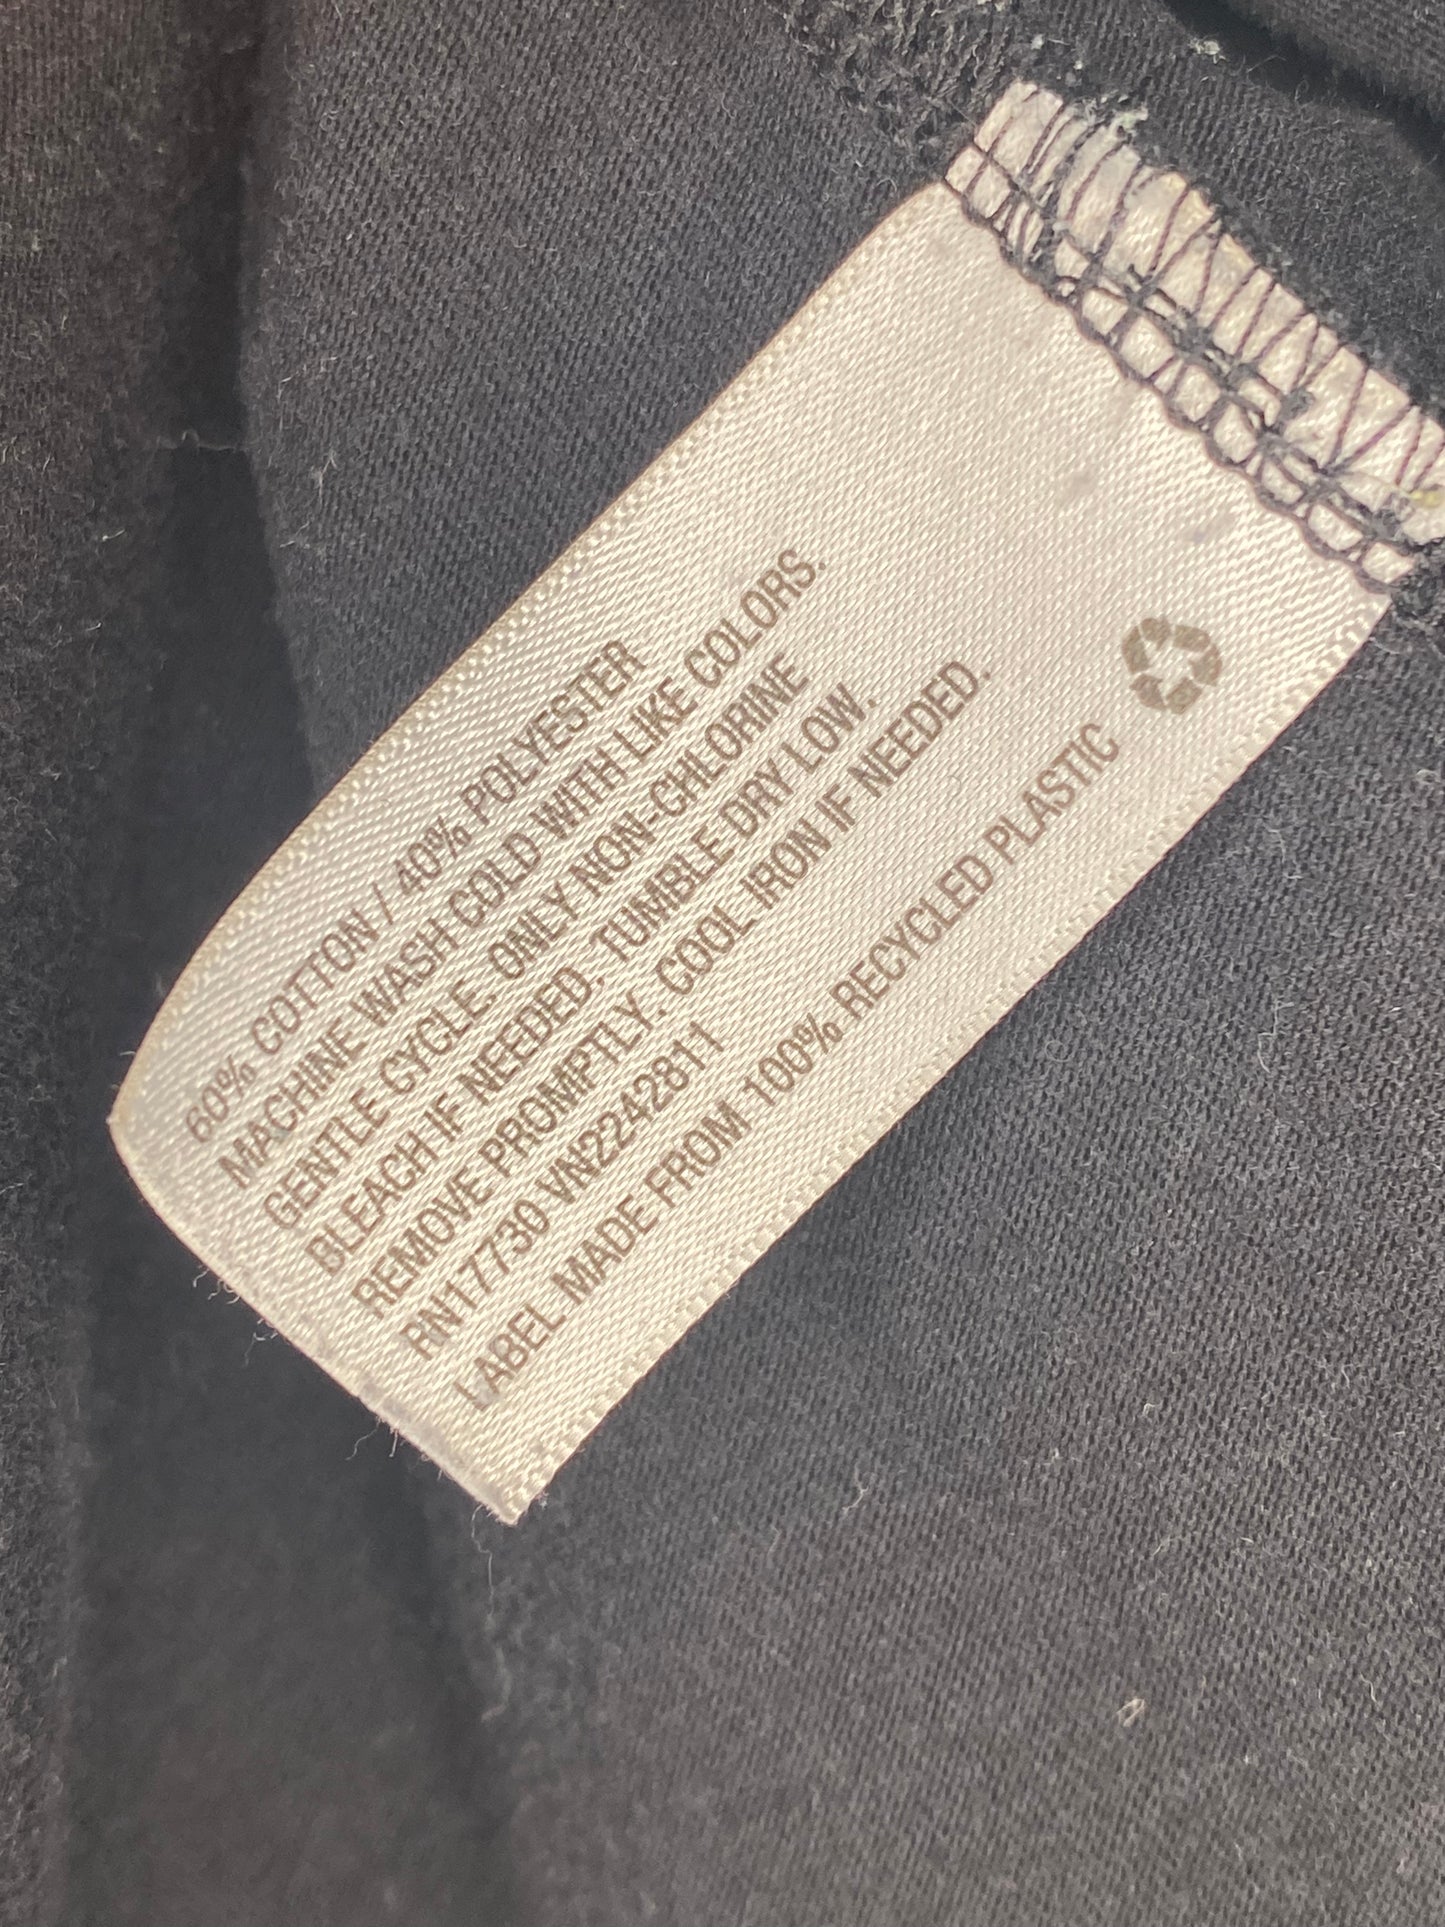 60% COTTON / 40% POLYESTER
MACHINE WASH COLD WITH LIKE COLORS.
GENTLE CYCLE. ONLY NON-CHLORINE
BLEACH IF NEEDED. TUMBLE DRY LOW.
REMOVE PROMPTLY. COOL IRON IF NEEDED.
RN17730 VN2242811
LABEL MADE FROM 100% RECYCLED PLASTIC